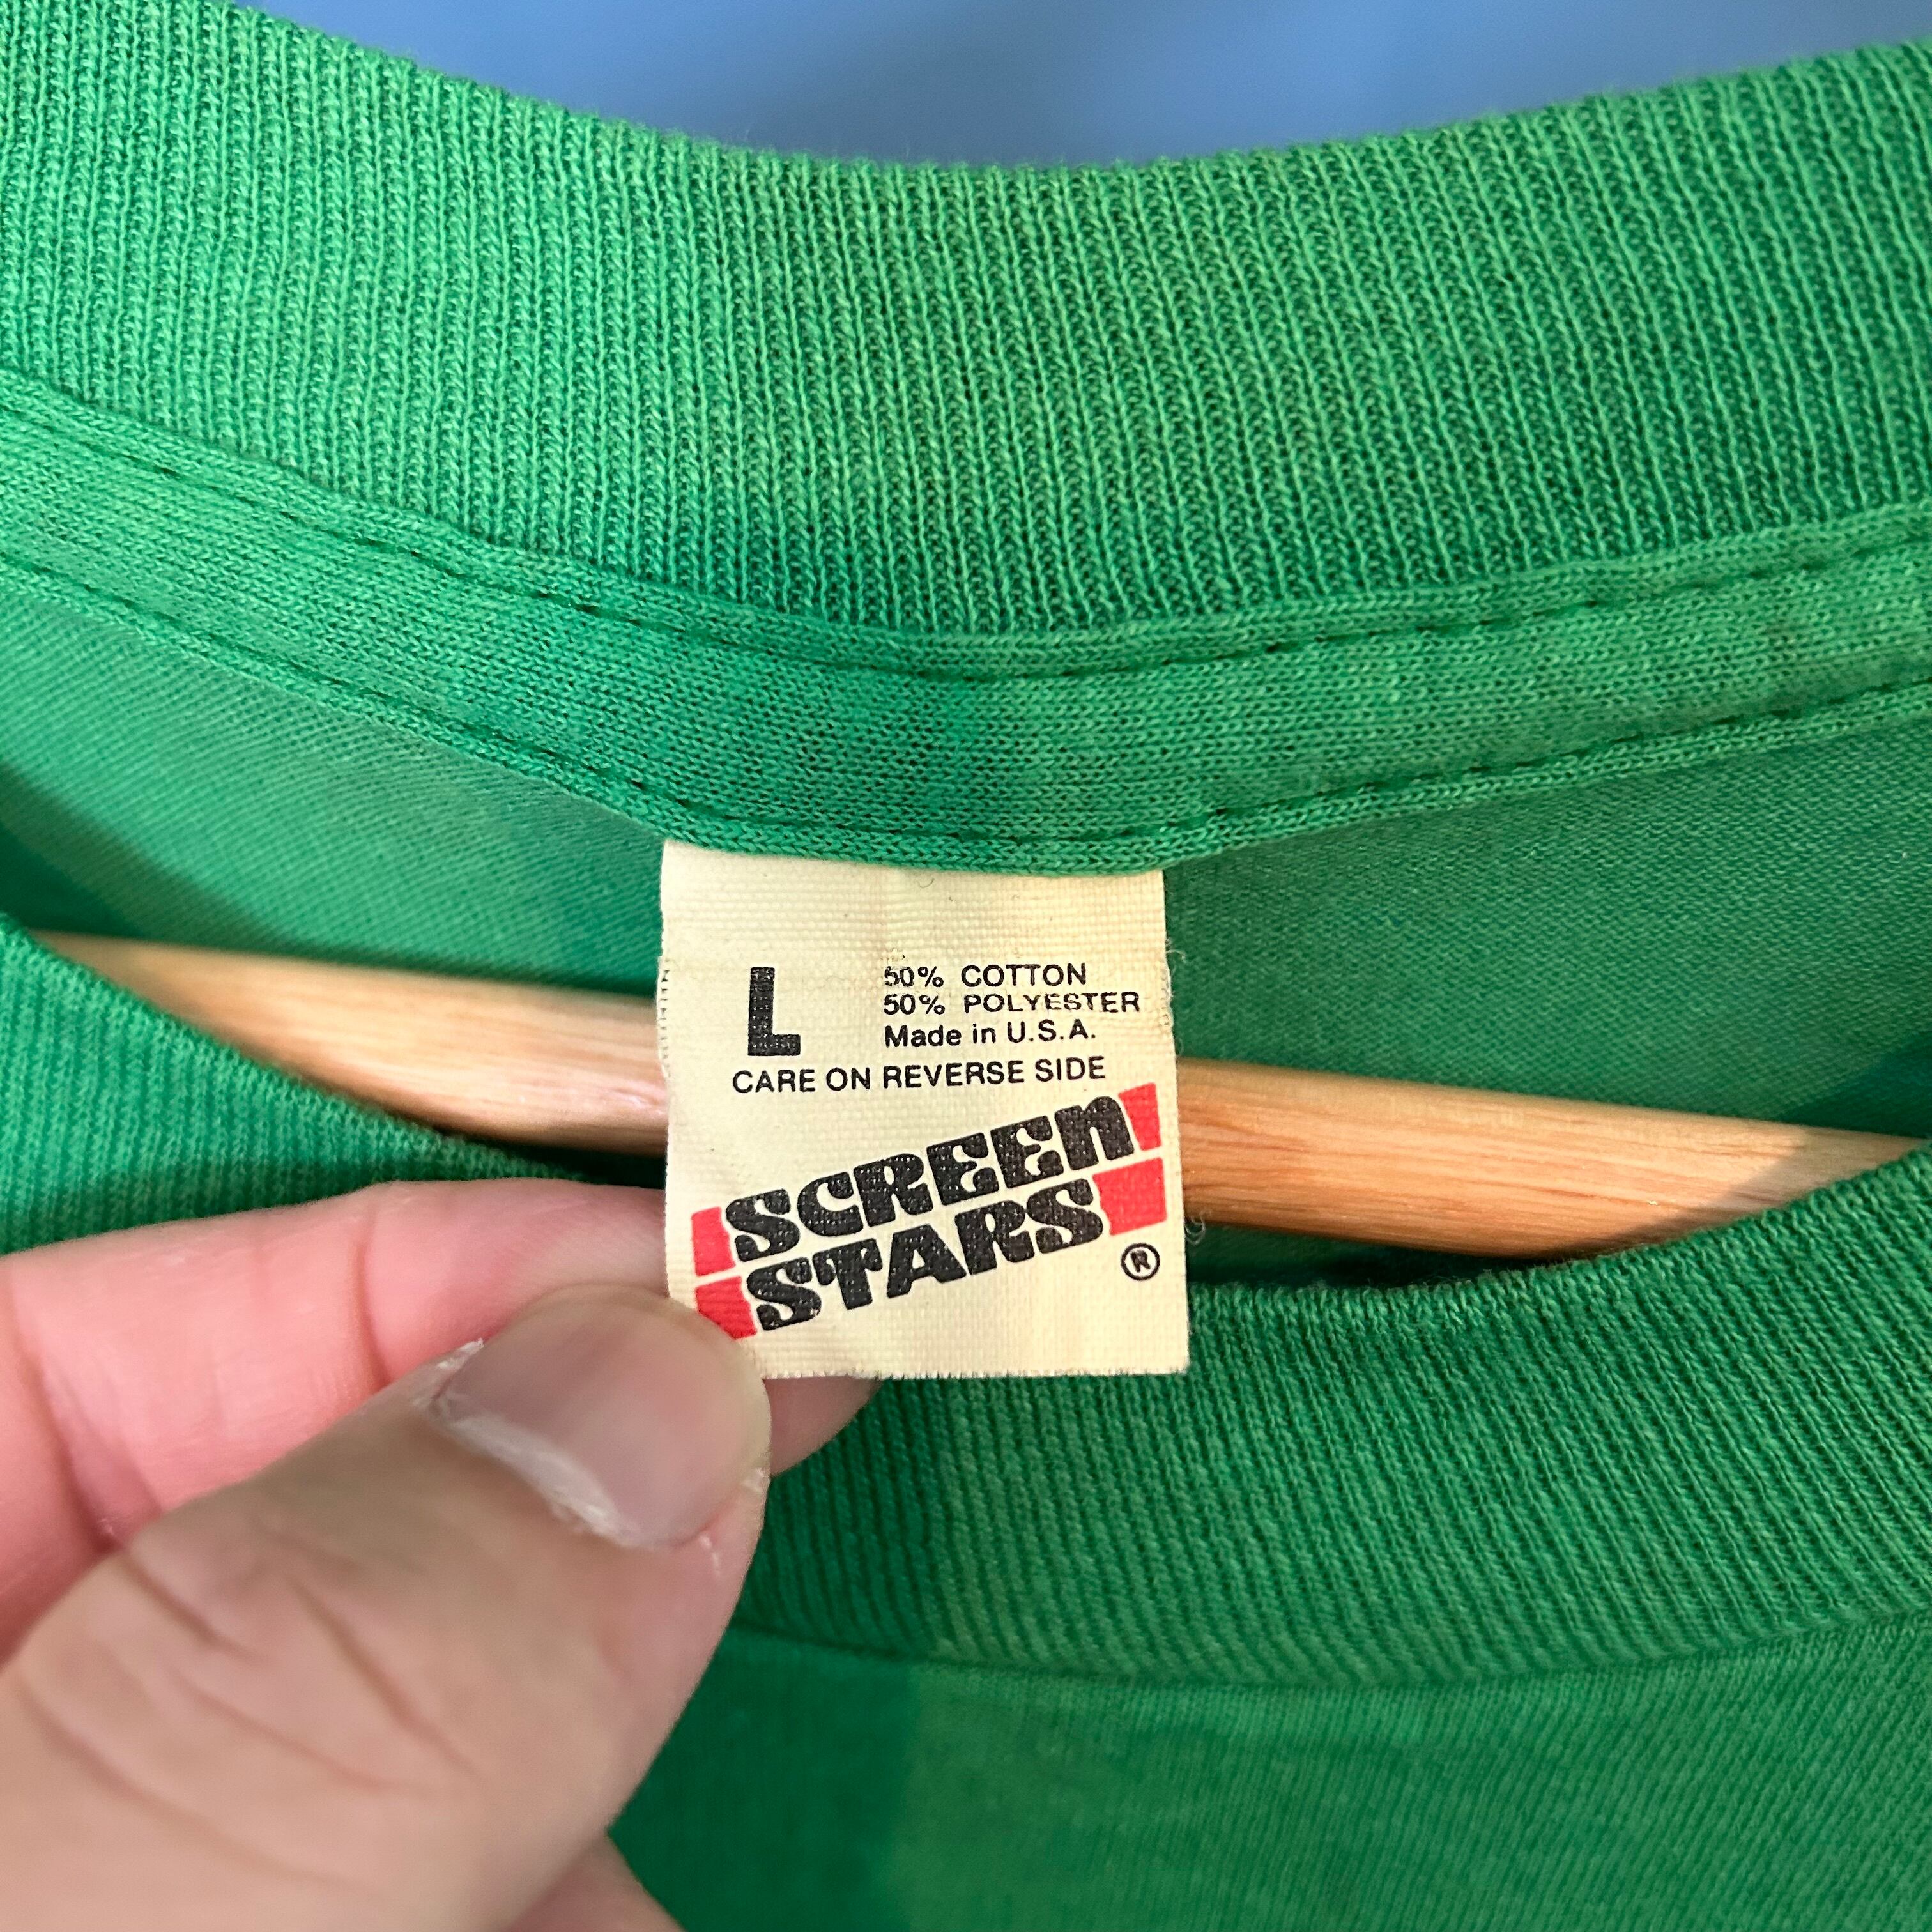 L
50% COTTON
50% POLYESTER
Made in U.S.A.
CARE ON REVERSE SIDE
SCREEN
STARS
®